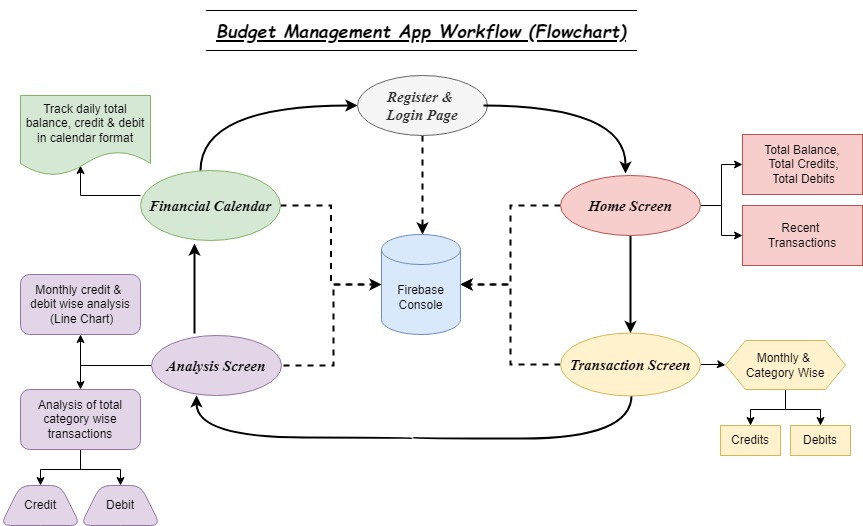 Budget Management App Workflow (Flowchart)
Register &
Login Page
Track daily total
balance, credit & debit
in calendar format
Financial Calendar
Home Screen
Total Balance,
Total Credits,
Total Debits
Recent
Transactions
Firebase
Console
Monthly credit &
debit wise analysis
(Line Chart)
Analysis Screen
Transaction Screen
Monthly &
Category Wise
Analysis of total
category wise
transactions
Credits
Debits
Credit
Debit